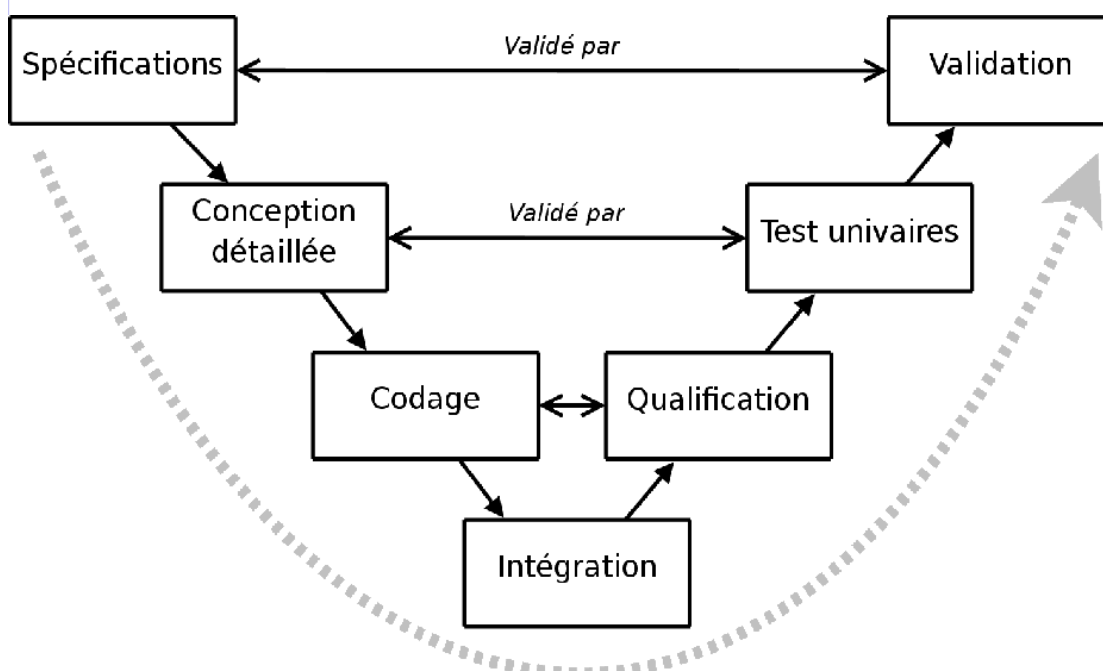 Spécifications
Validé par
Validation
Conception
détaillée
Validé par
Test univaires
Codage
Qualification
Intégration